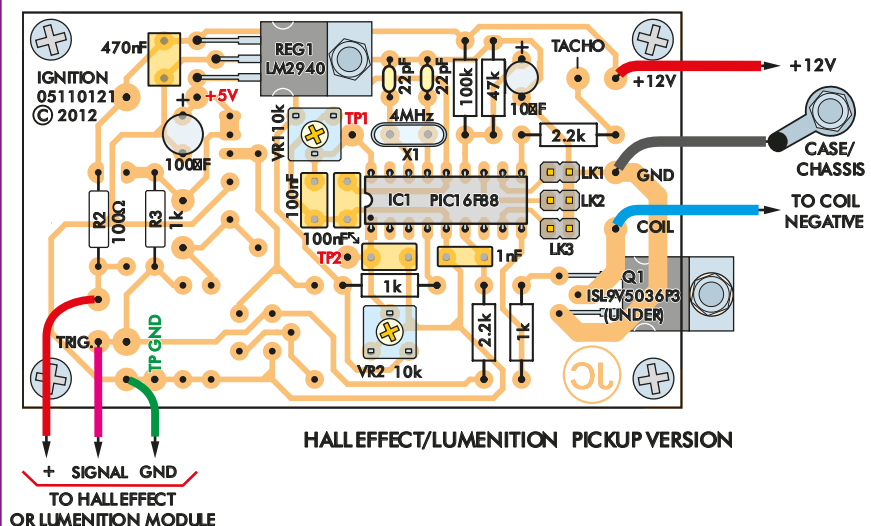 470nF
REG1
LM2940
22pF
22pF
100k
47k
+
TACHO
+12V
+12V
IGNITION
05110121
© 2012
+
+5V
100µF
VR1 10k
TP1
4MHz
X1
10µF
2.2k
CASE/
CHASSIS
GND
LK1
LK2
LK3
IC1 PIC16F88
100nF
100nF
TO COIL
NEGATIVE
COIL
R2
100Ω
R3
1k
TP2
1nF
1k
Q1
ISL9V5036P3
(UNDER)
2.2k
1k
TRIG.
TP GND
VR2 10k
JC
HALL EFFECT/LUMENITION PICKUP VERSION
+ SIGNAL GND
TO HALL EFFECT
OR LUMENITION MODULE